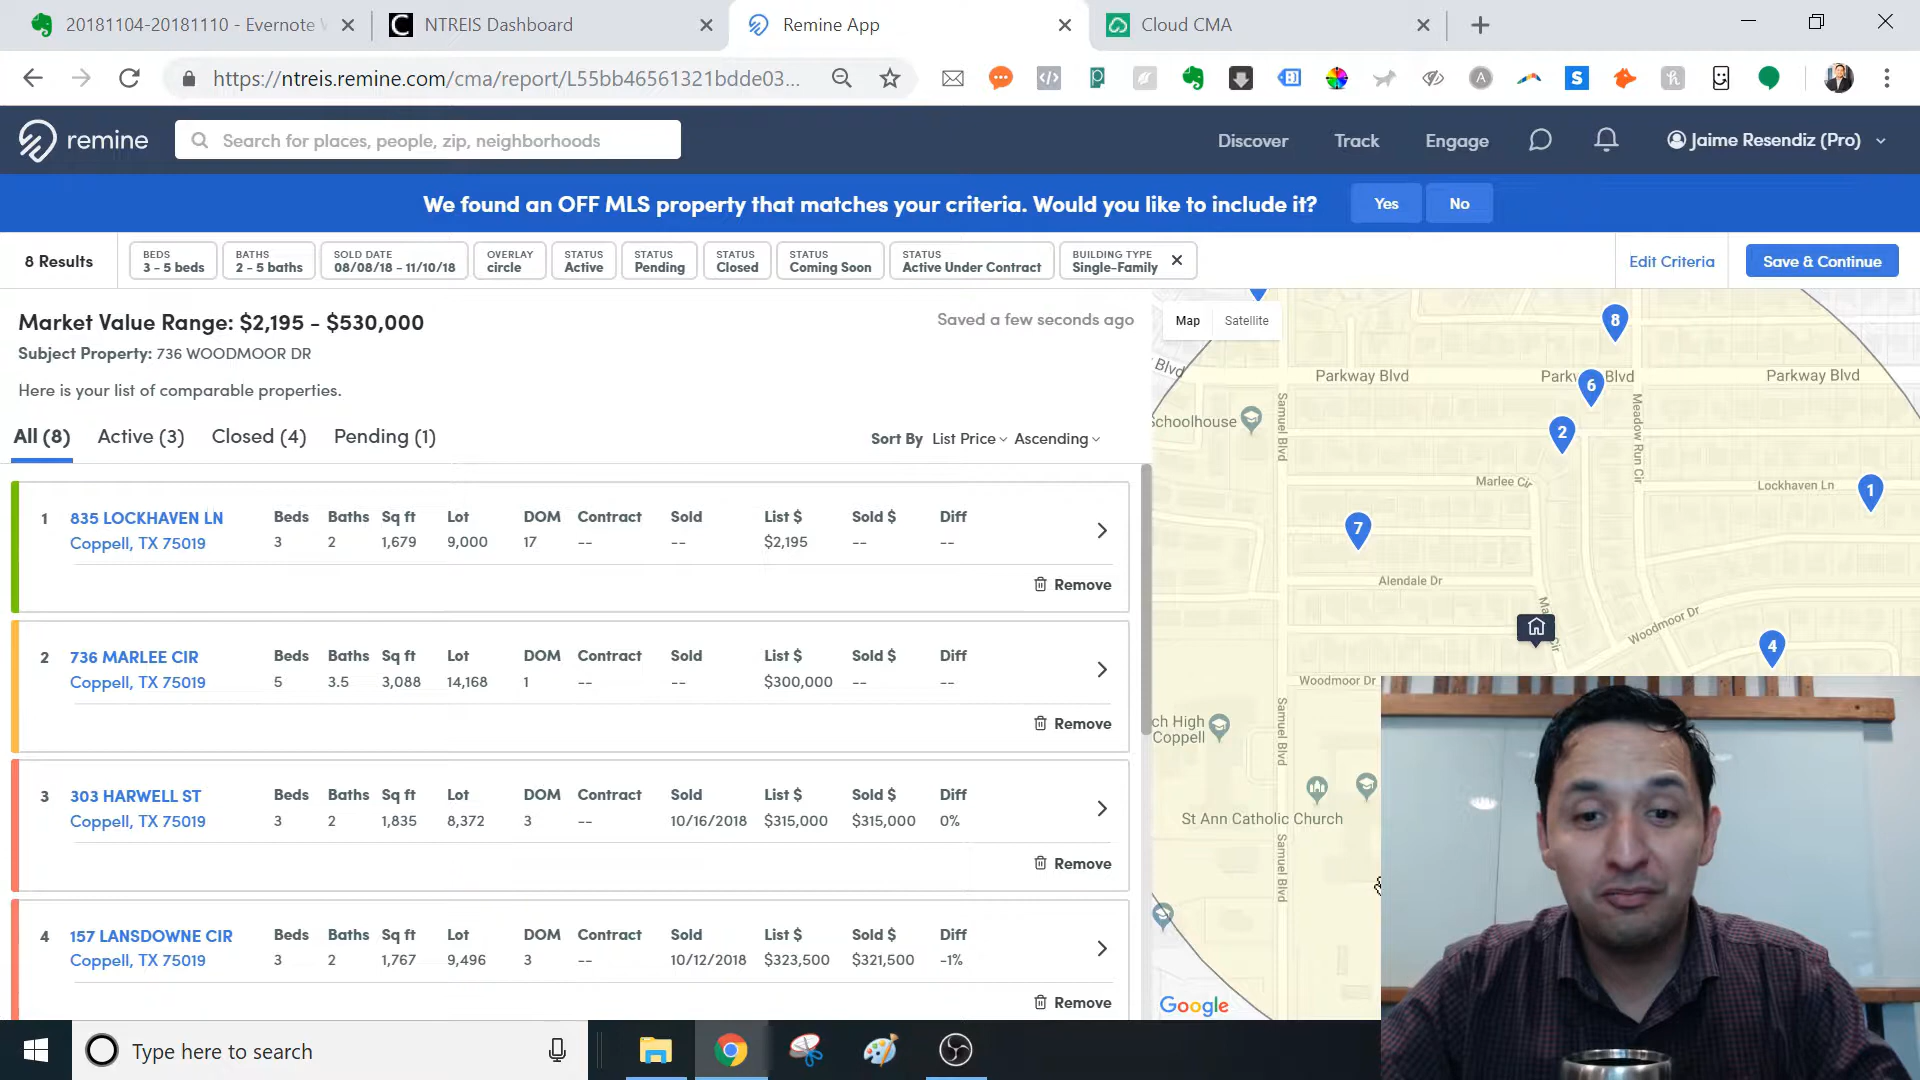 20181104-20181110 - Evernote
NTREIS Dashboard
Remine App
Cloud CMA
https://ntreis.remine.com/cma/report/L55bb46561321bdde03...
remine
Search for places, people, zip, neighborhoods
Discover
Track
Engage
Jaime Resendiz (Pro)
We found an OFF MLS property that matches your criteria. Would you like to include it?
Yes
No
8 Results
BEDS
3 - 5 beds
BATHS
2 - 5 baths
SOLD DATE
08/08/18 - 11/10/18
OVERLAY
circle
STATUS
Active
STATUS
Pending
STATUS
Closed
STATUS
Coming Soon
STATUS
Active Under Contract
BUILDING TYPE
Single-Family
Edit Criteria
Save & Continue
Market Value Range: $2,195 - $530,000
Saved a few seconds ago
Subject Property: 736 WOODMOOR DR
Here is your list of comparable properties.
All (8)
Active (3)
Closed (4)
Pending (1)
Sort By List Price Ascending
1 835 LOCKHAVEN LN Beds Baths Sq ft Lot DOM Contract Sold List $ Sold $ Diff
Coppell, TX 75019 3 2 1,679 9,000 17 -- -- $2,195 -- --
Remove
2 736 MARLEE CIR Beds Baths Sq ft Lot DOM Contract Sold List $ Sold $ Diff
Coppell, TX 75019 5 3.5 3,088 14,168 1 -- -- $300,000 -- --
Remove
3 303 HARWELL ST Beds Baths Sq ft Lot DOM Contract Sold List $ Sold $ Diff
Coppell, TX 75019 3 2 1,835 8,372 3 -- 10/16/2018 $315,000 $315,000 0%
Remove
4 157 LANSDOWNE CIR Beds Baths Sq ft Lot DOM Contract Sold List $ Sold $ Diff
Coppell, TX 75019 3 2 1,767 9,496 3 -- 10/12/2018 $323,500 $321,500 -1%
Remove
Map
Satellite
8
Blvd
Parkway Blvd
Blvd
Parkway Blvd
6
Schoolhouse
Samuel Blvd
Meadow Run Cir
2
Marlee Cir
Lockhaven Ln
1
7
Alendale Dr
Woodmoor Dr
4
Woodmoor Dr
ch High
Coppell
Samuel Blvd
St Ann Catholic Church
Samuel Blvd
Google
Type here to search